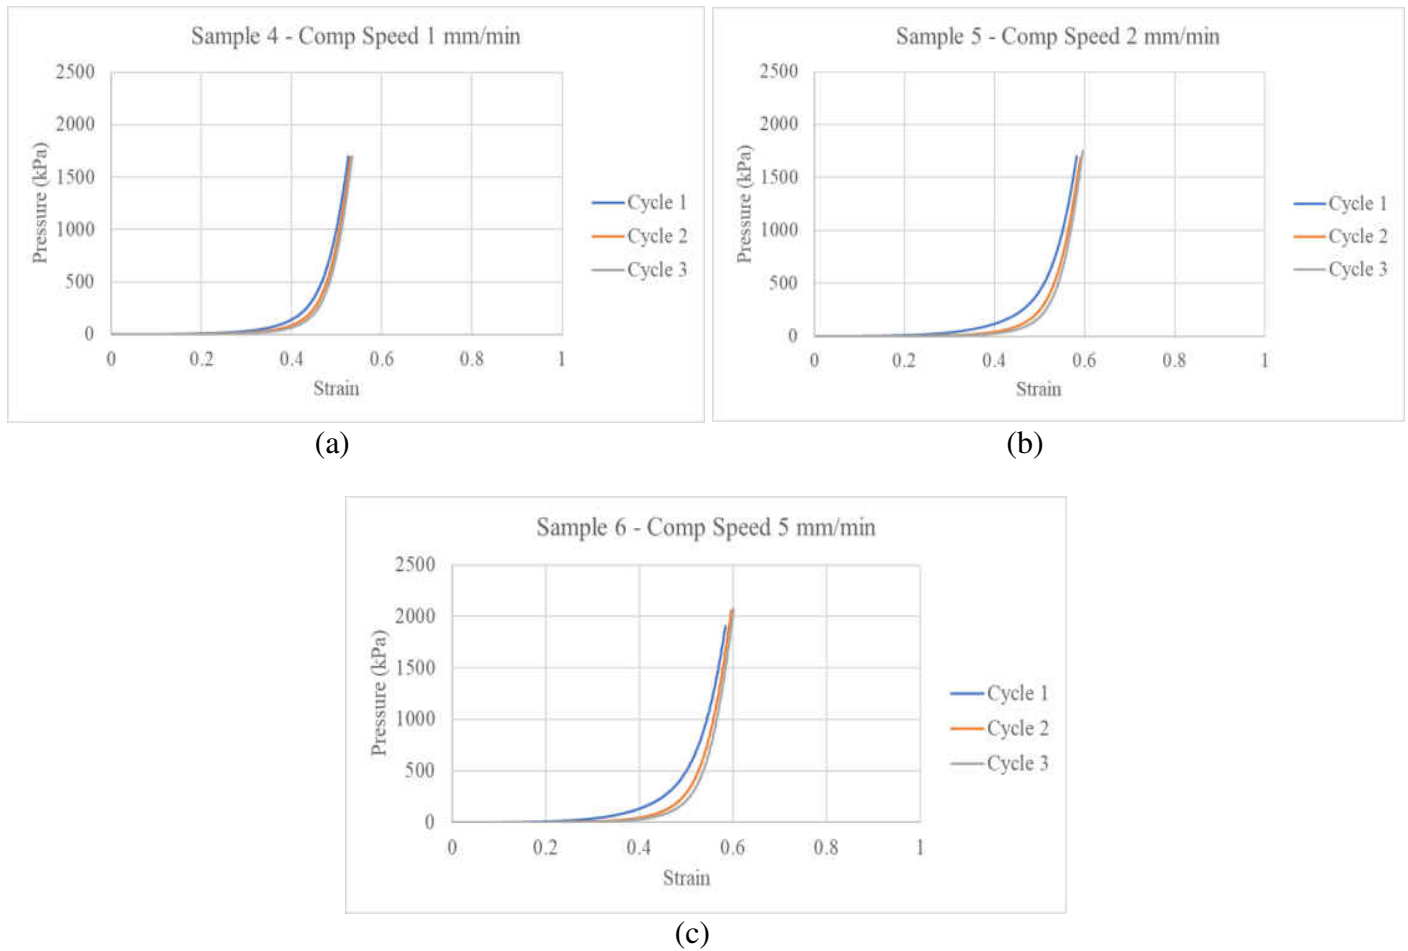 Sample 4 - Comp Speed 1 mm/min
2500
2000
1500
1000
500
0
Pressure (kPa)
0 0.2 0.4 0.6 0.8 1
Strain
Cycle 1
Cycle 2
Cycle 3
(a)
Sample 5 - Comp Speed 2 mm/min
2500
2000
1500
1000
500
0
Pressure (kPa)
0 0.2 0.4 0.6 0.8 1
Strain
Cycle 1
Cycle 2
Cycle 3
(b)
Sample 6 - Comp Speed 5 mm/min
2500
2000
1500
1000
500
0
Pressure (kPa)
0 0.2 0.4 0.6 0.8 1
Strain
Cycle 1
Cycle 2
Cycle 3
(c)